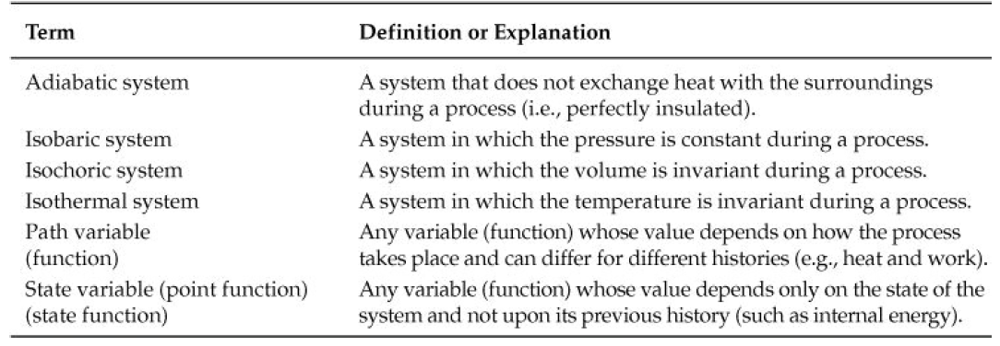 Term Definition or Explanation
Adiabatic system A system that does not exchange heat with the surroundings
during a process (i.e., perfectly insulated).
Isobaric system A system in which the pressure is constant during a process.
Isochoric system A system in which the volume is invariant during a process.
Isothermal system A system in which the temperature is invariant during a process.
Path variable Any variable (function) whose value depends on how the process
(function) takes place and can differ for different histories (e.g., heat and work).
State variable (point function) Any variable (function) whose value depends only on the state of the
(state function) system and not upon its previous history (such as internal energy).